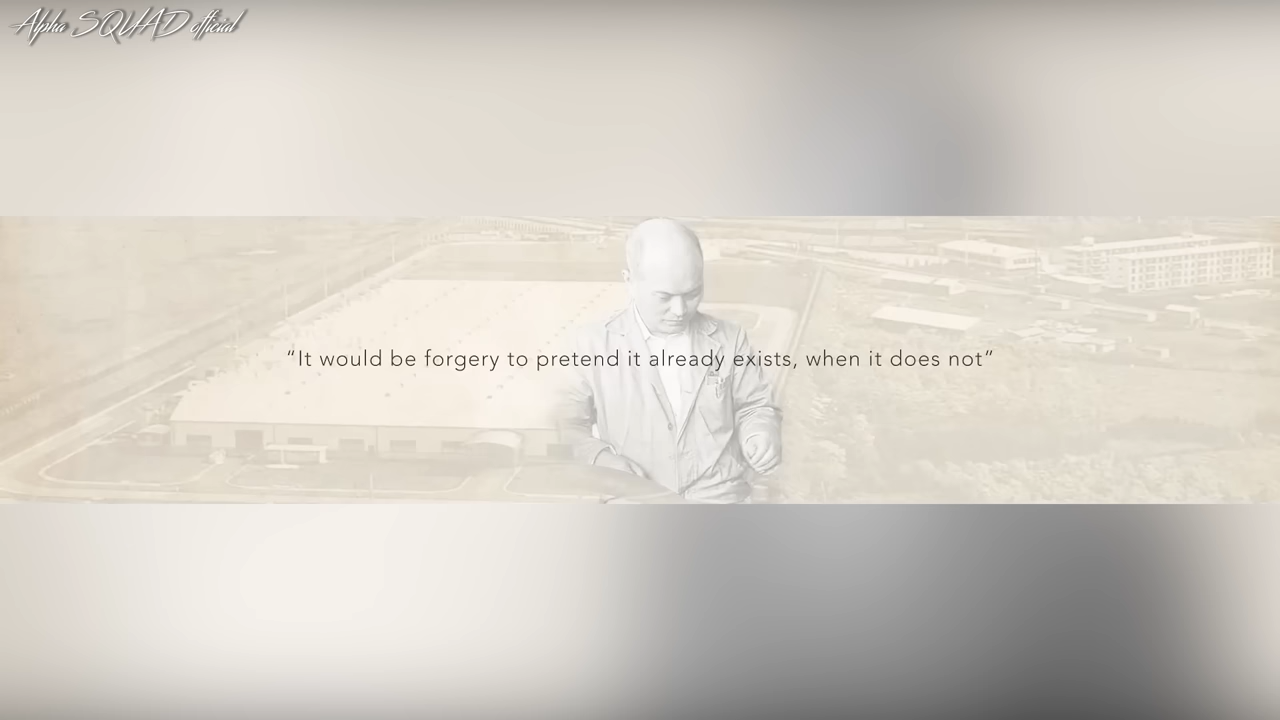 Alpha SQUAD official
“It would be forgery to pretend it already exists, when it does not”